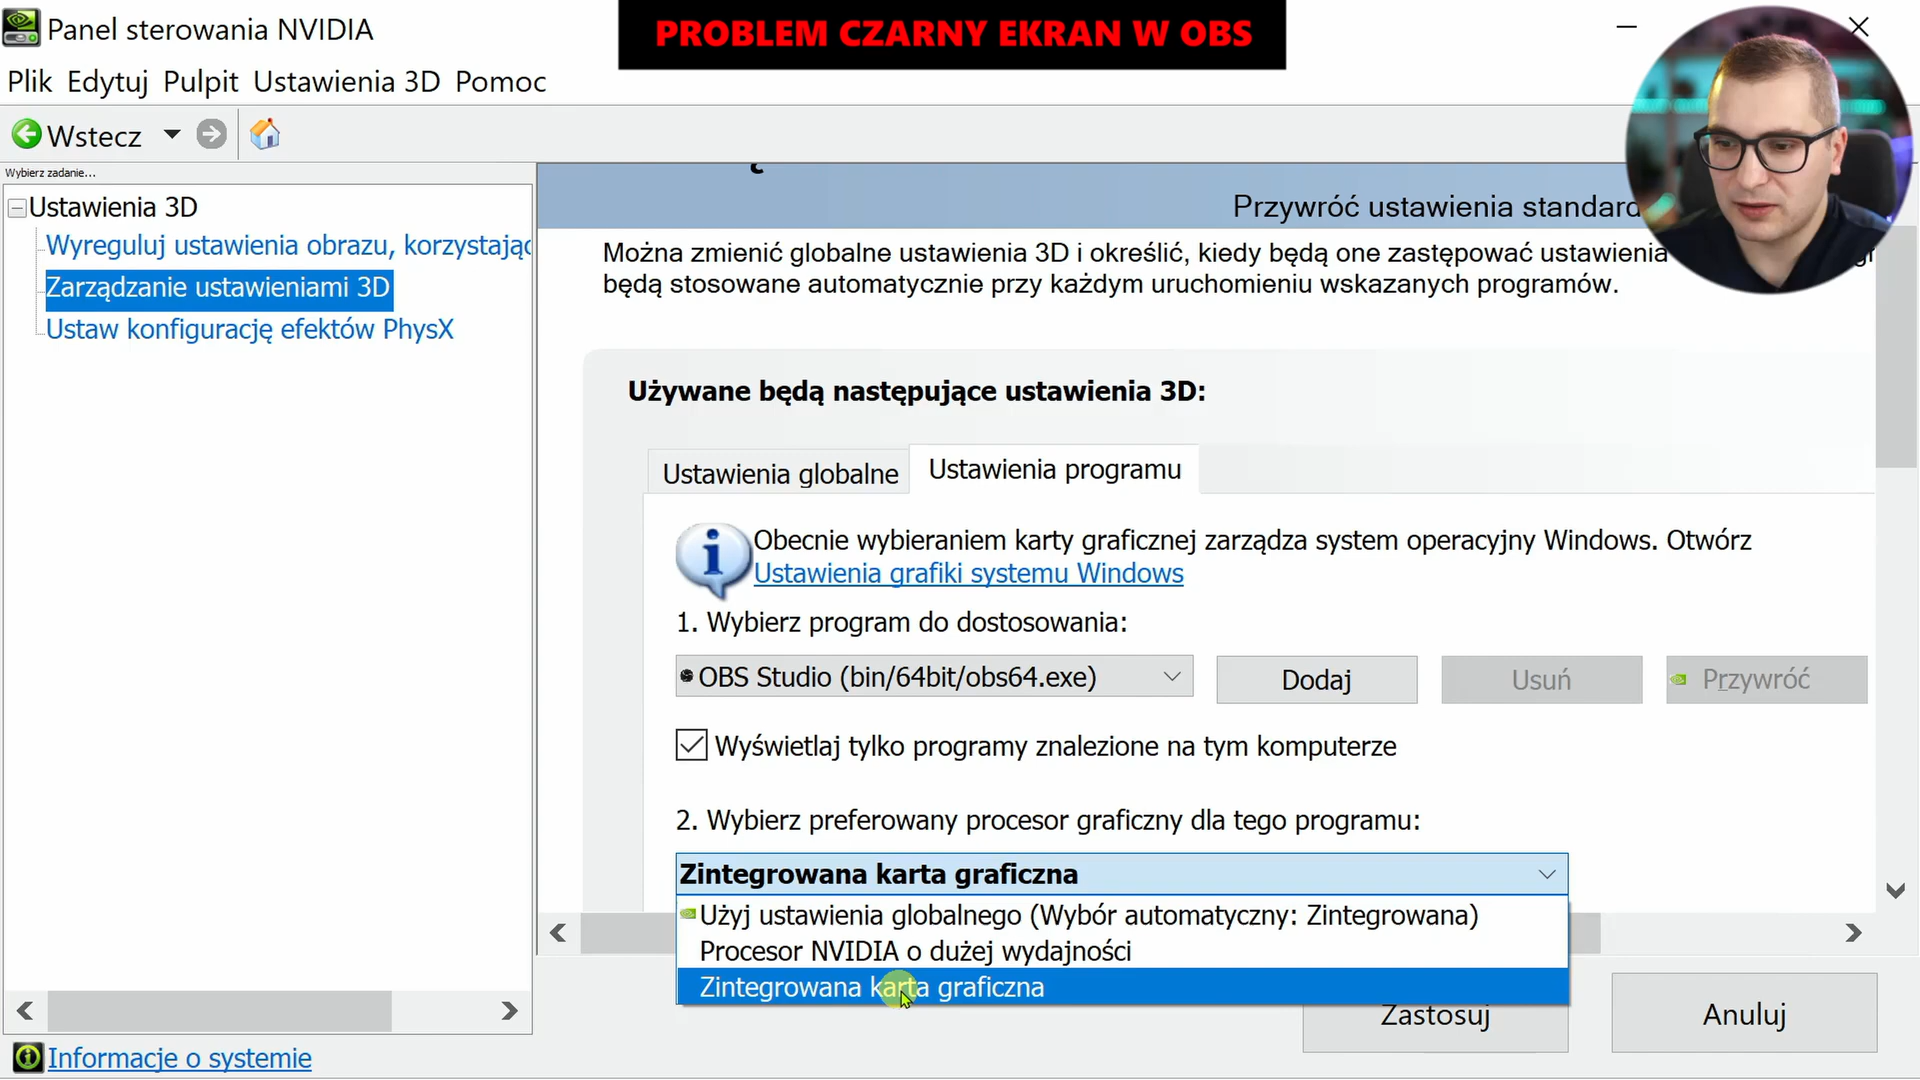 Panel sterowania NVIDIA
PROBLEM CZARNY EKRAN W OBS
Plik Edytuj Pulpit Ustawienia 3D Pomoc
Wstecz
Wybierz zadanie...
Ustawienia 3D
Wyreguluj ustawienia obrazu, korzystając
Zarządzanie ustawieniami 3D
Ustaw konfigurację efektów PhysX
Przywróć ustawienia standard
Można zmienić globalne ustawienia 3D i określić, kiedy będą one zastępować ustawienia
będą stosowane automatycznie przy każdym uruchomieniu wskazanych programów.
Używane będą następujące ustawienia 3D:
Ustawienia globalne
Ustawienia programu
Obecnie wybieraniem karty graficznej zarządza system operacyjny Windows. Otwórz
Ustawienia grafiki systemu Windows
1. Wybierz program do dostosowania:
OBS Studio (bin/64bit/obs64.exe)
Dodaj
Usuń
Przywróć
Wyświetlaj tylko programy znalezione na tym komputerze
2. Wybierz preferowany procesor graficzny dla tego programu:
Zintegrowana karta graficzna
Użyj ustawienia globalnego (Wybór automatyczny: Zintegrowana)
Procesor NVIDIA o dużej wydajności
Zintegrowana karta graficzna
Zastosuj
Anuluj
Informacje o systemie